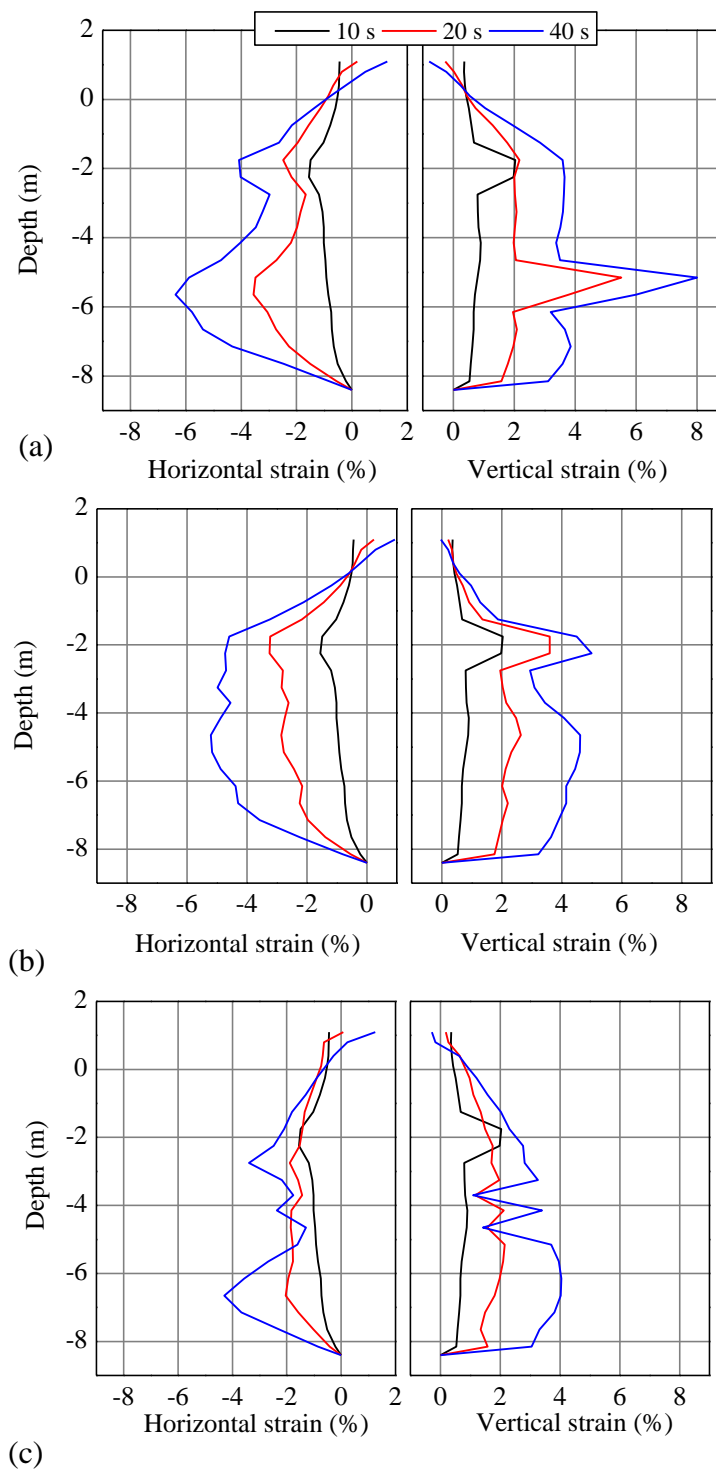 10 s 20 s 40 s
2
0
-2
-4
-6
-8
Depth (m)
-8 -6 -4 -2 0 2 0 2 4 6 8
(a)
Horizontal strain (%) Vertical strain (%)
2
0
-2
-4
-6
-8
Depth (m)
-8 -6 -4 -2 0 0 2 4 6 8
Horizontal strain (%) Vertical strain (%)
(b)
2
0
-2
-4
-6
-8
Depth (m)
-8 -6 -4 -2 0 2 0 2 4 6 8
Horizontal strain (%) Vertical strain (%)
(c)